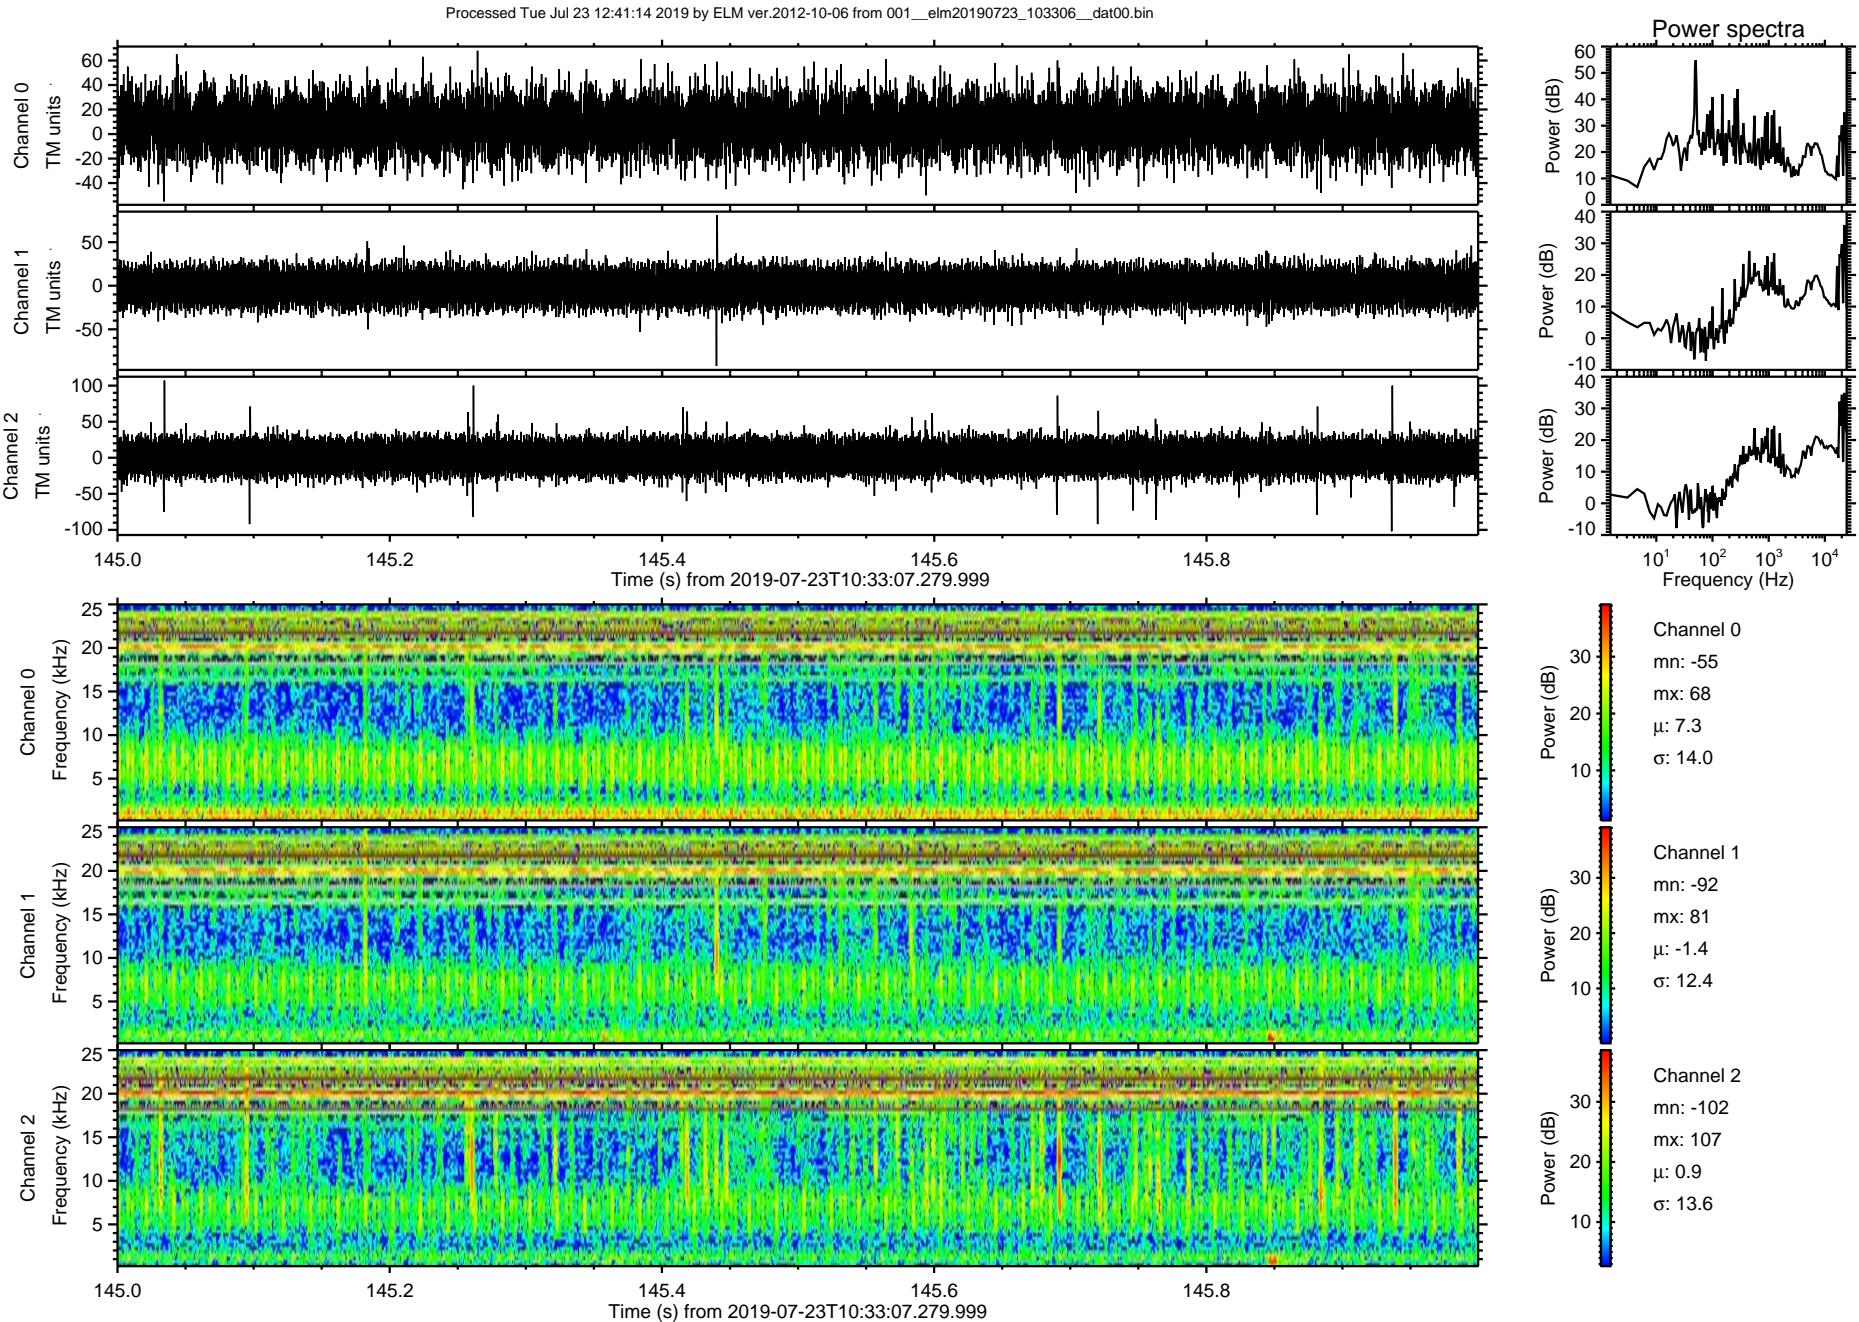 Processed Tue Jul 23 12:41:14 2019 by ELM ver.2012-10-06 from 001__elm20190723_103306__dat00.bin
Power spectra
Channel 0
TM units
60
40
20
0
-20
-40
Power (dB)
60
50
40
30
20
10
0
Channel 1
TM units
50
0
-50
Power (dB)
40
30
20
10
0
-10
Channel 2
TM units
100
50
0
-50
-100
Power (dB)
40
30
20
10
0
-10
145.0 145.2 145.4 145.6 145.8
Time (s) from 2019-07-23T10:33:07.279.999
10¹ 10² 10³ 10⁴
Frequency (Hz)
Channel 0
Frequency (kHz)
25
20
15
10
5
Power (dB)
30
20
10
Channel 0
mn: -55
mx: 68
μ: 7.3
σ: 14.0
Channel 1
Frequency (kHz)
25
20
15
10
5
Power (dB)
30
20
10
Channel 1
mn: -92
mx: 81
μ: -1.4
σ: 12.4
Channel 2
Frequency (kHz)
25
20
15
10
5
Power (dB)
30
20
10
Channel 2
mn: -102
mx: 107
μ: 0.9
σ: 13.6
145.0 145.2 145.4 145.6 145.8
Time (s) from 2019-07-23T10:33:07.279.999